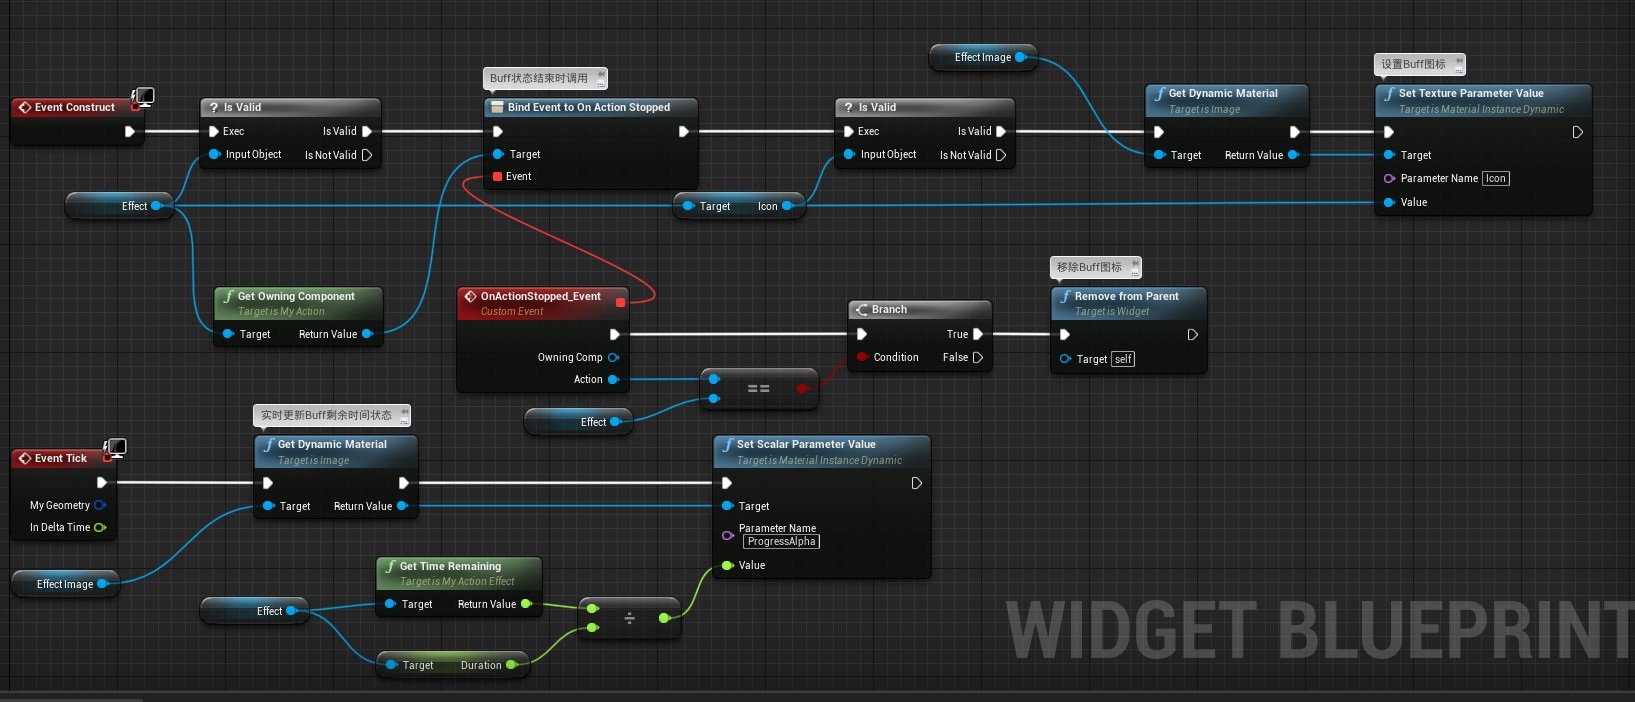 Effect Image
设置Buff图标
Buff状态结束时调用
Event Construct
? Is Valid
Bind Event to On Action Stopped
? Is Valid
Get Dynamic Material
Target is Image
Set Texture Parameter Value
Target is Material Instance Dynamic
Exec
Is Valid
Exec
Is Valid
Input Object
Is Not Valid
Target
Input Object
Is Not Valid
Target
Return Value
Target
Event
Parameter Name Icon
Effect
Target
Icon
Value
移除Buff图标
Get Owning Component
Target is My Action
OnActionStopped_Event
Custom Event
Branch
Remove from Parent
Target is Widget
Target
Return Value
True
Owning Comp
Condition
False
Target self
Action
==
Effect
实时更新Buff剩余时间状态
Event Tick
Get Dynamic Material
Target is Image
Set Scalar Parameter Value
Target is Material Instance Dynamic
My Geometry
Target
Return Value
Target
In Delta Time
Parameter Name
ProgressAlpha
Get Time Remaining
Target is My Action Effect
Value
Effect Image
Effect
Target
Return Value
÷
Target
Duration
WIDGET BLUEPRINT